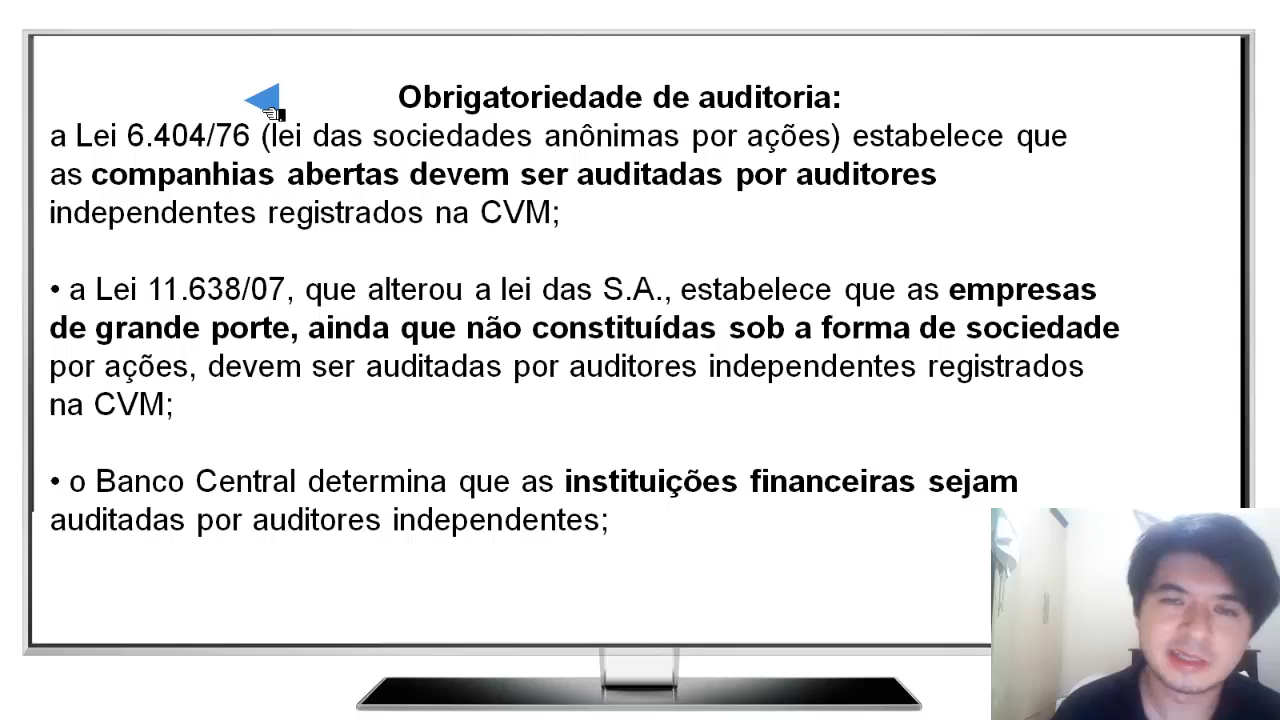 Obrigatoriedade de auditoria:
a Lei 6.404/76 (lei das sociedades anônimas por ações) estabelece que
as companhias abertas devem ser auditadas por auditores
independentes registrados na CVM;
• a Lei 11.638/07, que alterou a lei das S.A., estabelece que as empresas
de grande porte, ainda que não constituídas sob a forma de sociedade
por ações, devem ser auditadas por auditores independentes registrados
na CVM;
• o Banco Central determina que as instituições financeiras sejam
auditadas por auditores independentes;